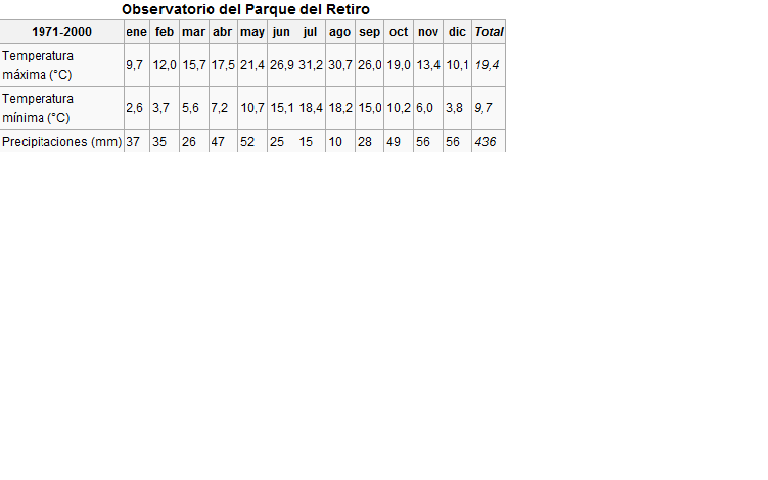 Observatorio del Parque del Retiro
1971-2000 ene feb mar abr may jun jul ago sep oct nov dic Total
Temperatura
máxima (°C) 9,7 12,0 15,7 17,5 21,4 26,9 31,2 30,7 26,0 19,0 13,4 10,1 19,4
Temperatura
mínima (°C) 2,6 3,7 5,6 7,2 10,7 15,1 18,4 18,2 15,0 10,2 6,0 3,8 9,7
Precipitaciones (mm) 37 35 26 47 52 25 15 10 28 49 56 56 436